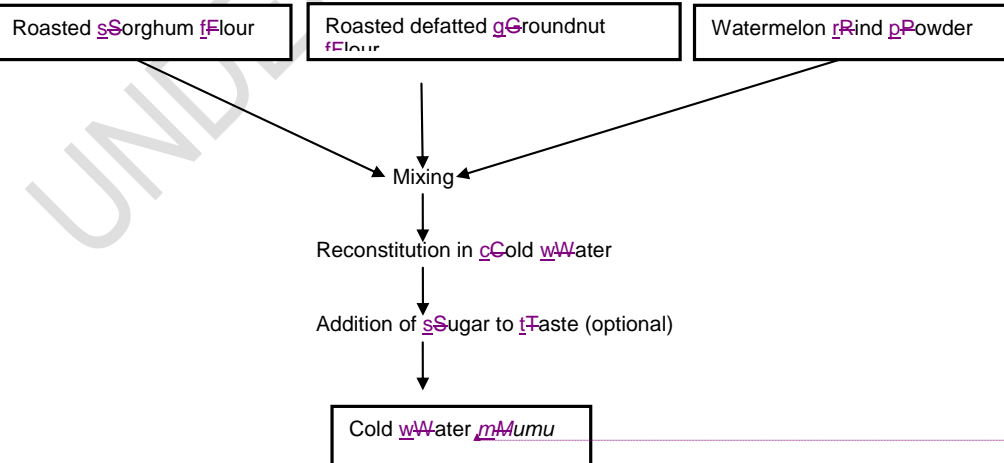 Roasted sSorghum fFlour
Roasted defatted gGroundnut
fFlour
Watermelon rRind pPowder
UNDE
Mixing
Reconstitution in cCold wWater
Addition of sSugar to tTaste (optional)
Cold wWater mMumu